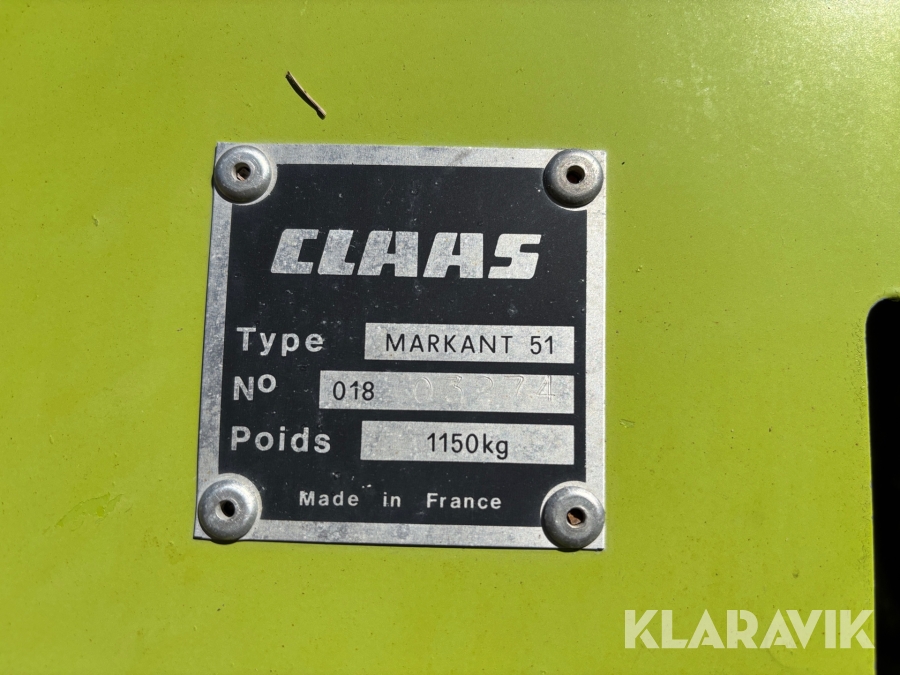 CLAAS
Type MARKANT 51
Nº 018 03274
Poids 1150kg
Made in France
KLARAVIK